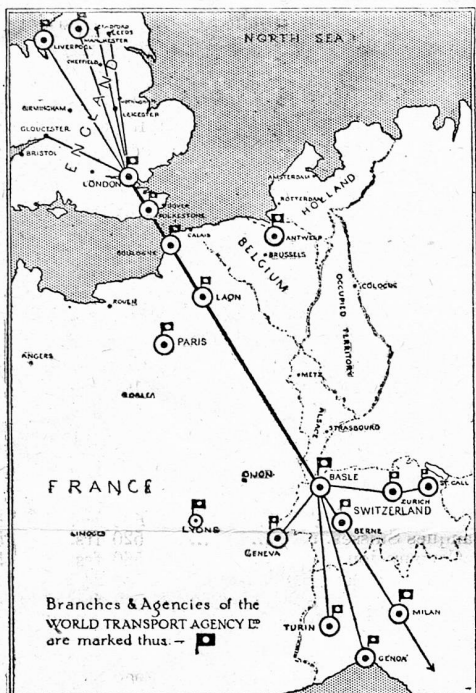 NORTH SEA
BRADFORD
LEEDS
MANCHESTER
LIVERPOOL
SHEFFIELD
ENGLAND
BIRMINGHAM
LEICESTER
GLOUCESTER
BRISTOL
LONDON
DOVER
FOLKESTONE
CALAIS
BOULOGNE
AMSTERDAM
ROTTERDAM
HOLLAND
ANTWERP
BRUSSELS
BELGIUM
OCCUPIED TERRITORY
COLOGNE
LAON
ROUEN
PARIS
ANGERS
METZ
ALSACE
STRASBOURG
DIJON
BASLE
ST. GALL
ZURICH
SWITZERLAND
FRANCE
BERNE
LYONS
LIMOGES
GENEVA
MILAN
TURIN
GENOA
Branches & Agencies of the
WORLD TRANSPORT AGENCY LD
are marked thus.—